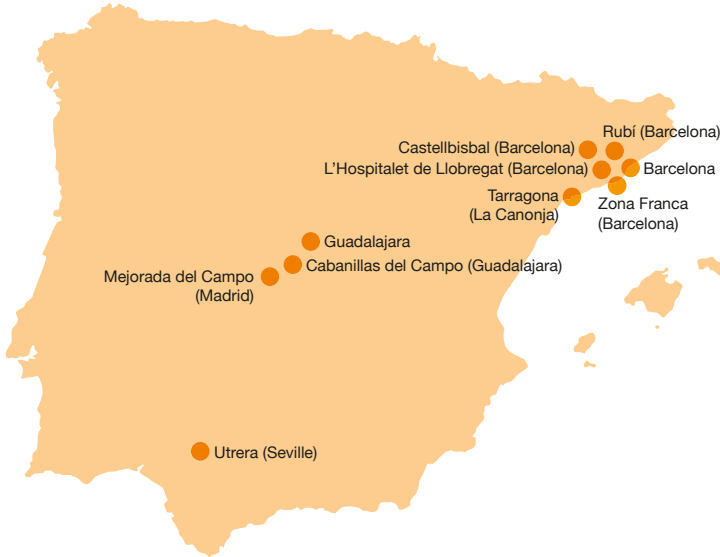 Rubí (Barcelona)
Castellbisbal (Barcelona)
L’Hospitalet de Llobregat (Barcelona)
Barcelona
Tarragona
(La Canonja)
Zona Franca
(Barcelona)
Guadalajara
Cabanillas del Campo (Guadalajara)
Mejorada del Campo
(Madrid)
Utrera (Seville)